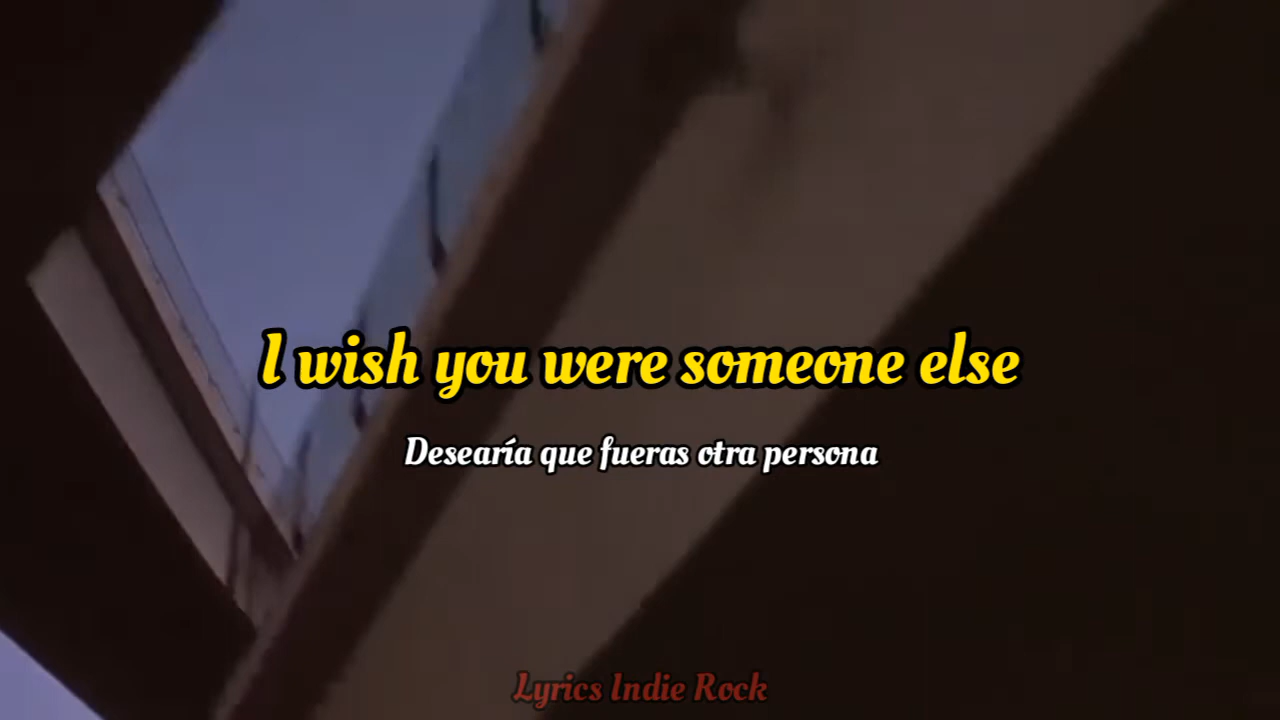 I wish you were someone else
Desearía que fueras otra persona
Lyrics Indie Rock